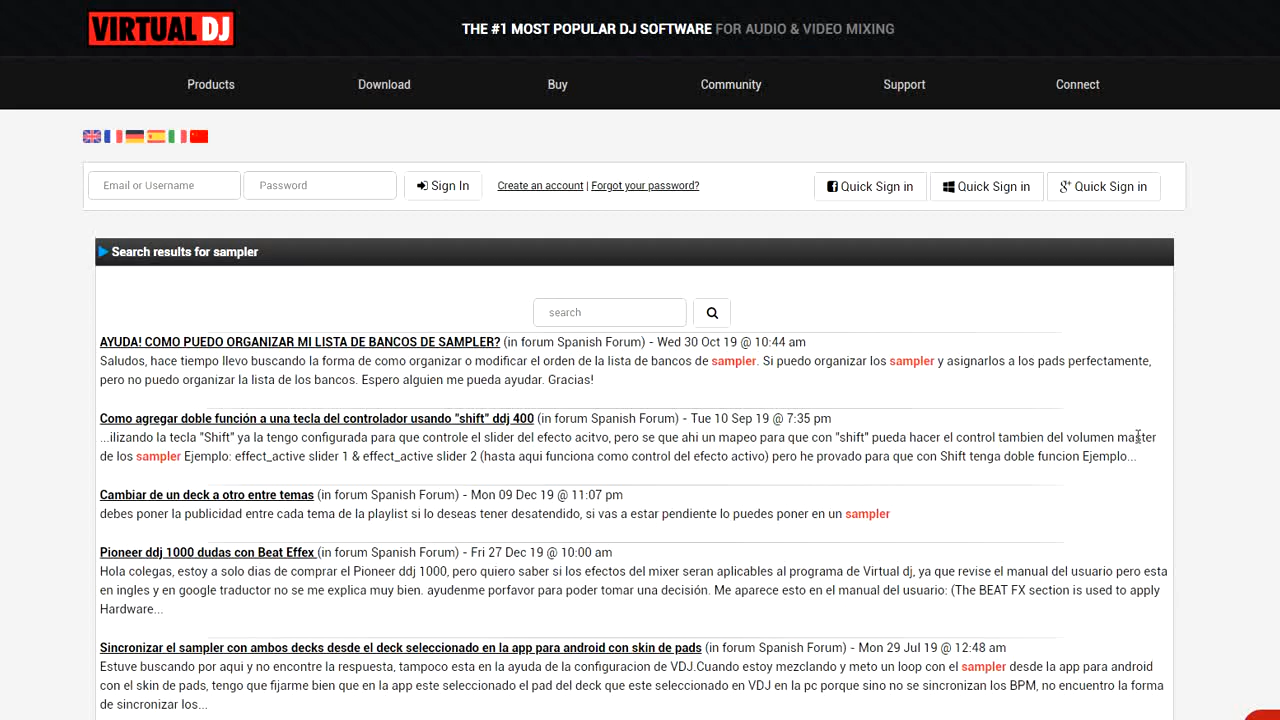 VIRTUAL DJ
THE #1 MOST POPULAR DJ SOFTWARE FOR AUDIO & VIDEO MIXING
Products Download Buy Community Support Connect
Email or Username Password Sign In Create an account | Forgot your password? Quick Sign in Quick Sign in g+ Quick Sign in
Search results for sampler
search
AYUDA! COMO PUEDO ORGANIZAR MI LISTA DE BANCOS DE SAMPLER? (in forum Spanish Forum) - Wed 30 Oct 19 @ 10:44 am
Saludos, hace tiempo llevo buscando la forma de como organizar o modificar el orden de la lista de bancos de sampler. Si puedo organizar los sampler y asignarlos a los pads perfectamente,
pero no puedo organizar la lista de los bancos. Espero alguien me pueda ayudar. Gracias!
Como agregar doble función a una tecla del controlador usando "shift" ddj 400 (in forum Spanish Forum) - Tue 10 Sep 19 @ 7:35 pm
...ilizando la tecla "Shift" ya la tengo configurada para que controle el slider del efecto acitvo, pero se que ahi un mapeo para que con "shift" pueda hacer el control tambien del volumen master
de los sampler Ejemplo: effect_active slider 1 & effect_active slider 2 (hasta aqui funciona como control del efecto activo) pero he provado para que con Shift tenga doble funcion Ejemplo...
Cambiar de un deck a otro entre temas (in forum Spanish Forum) - Mon 09 Dec 19 @ 11:07 pm
debes poner la publicidad entre cada tema de la playlist si lo deseas tener desatendido, si vas a estar pendiente lo puedes poner en un sampler
Pioneer ddj 1000 dudas con Beat Effex (in forum Spanish Forum) - Fri 27 Dec 19 @ 10:00 am
Hola colegas, estoy a solo dias de comprar el Pioneer ddj 1000, pero quiero saber si los efectos del mixer seran aplicables al programa de Virtual dj, ya que revise el manual del usuario pero esta
en ingles y en google traductor no se me explica muy bien. ayudenme porfavor para poder tomar una decisión. Me aparece esto en el manual del usuario: (The BEAT FX section is used to apply
Hardware...
Sincronizar el sampler con ambos decks desde el deck seleccionado en la app para android con skin de pads (in forum Spanish Forum) - Mon 29 Jul 19 @ 12:48 am
Estuve buscando por aqui y no encontre la respuesta, tampoco esta en la ayuda de la configuracion de VDJ.Cuando estoy mezclando y meto un loop con el sampler desde la app para android
con el skin de pads, tengo que fijarme bien que en la app este seleccionado el pad del deck que este seleccionado en VDJ en la pc porque sino no se sincronizan los BPM, no encuentro la forma
de sincronizar los...